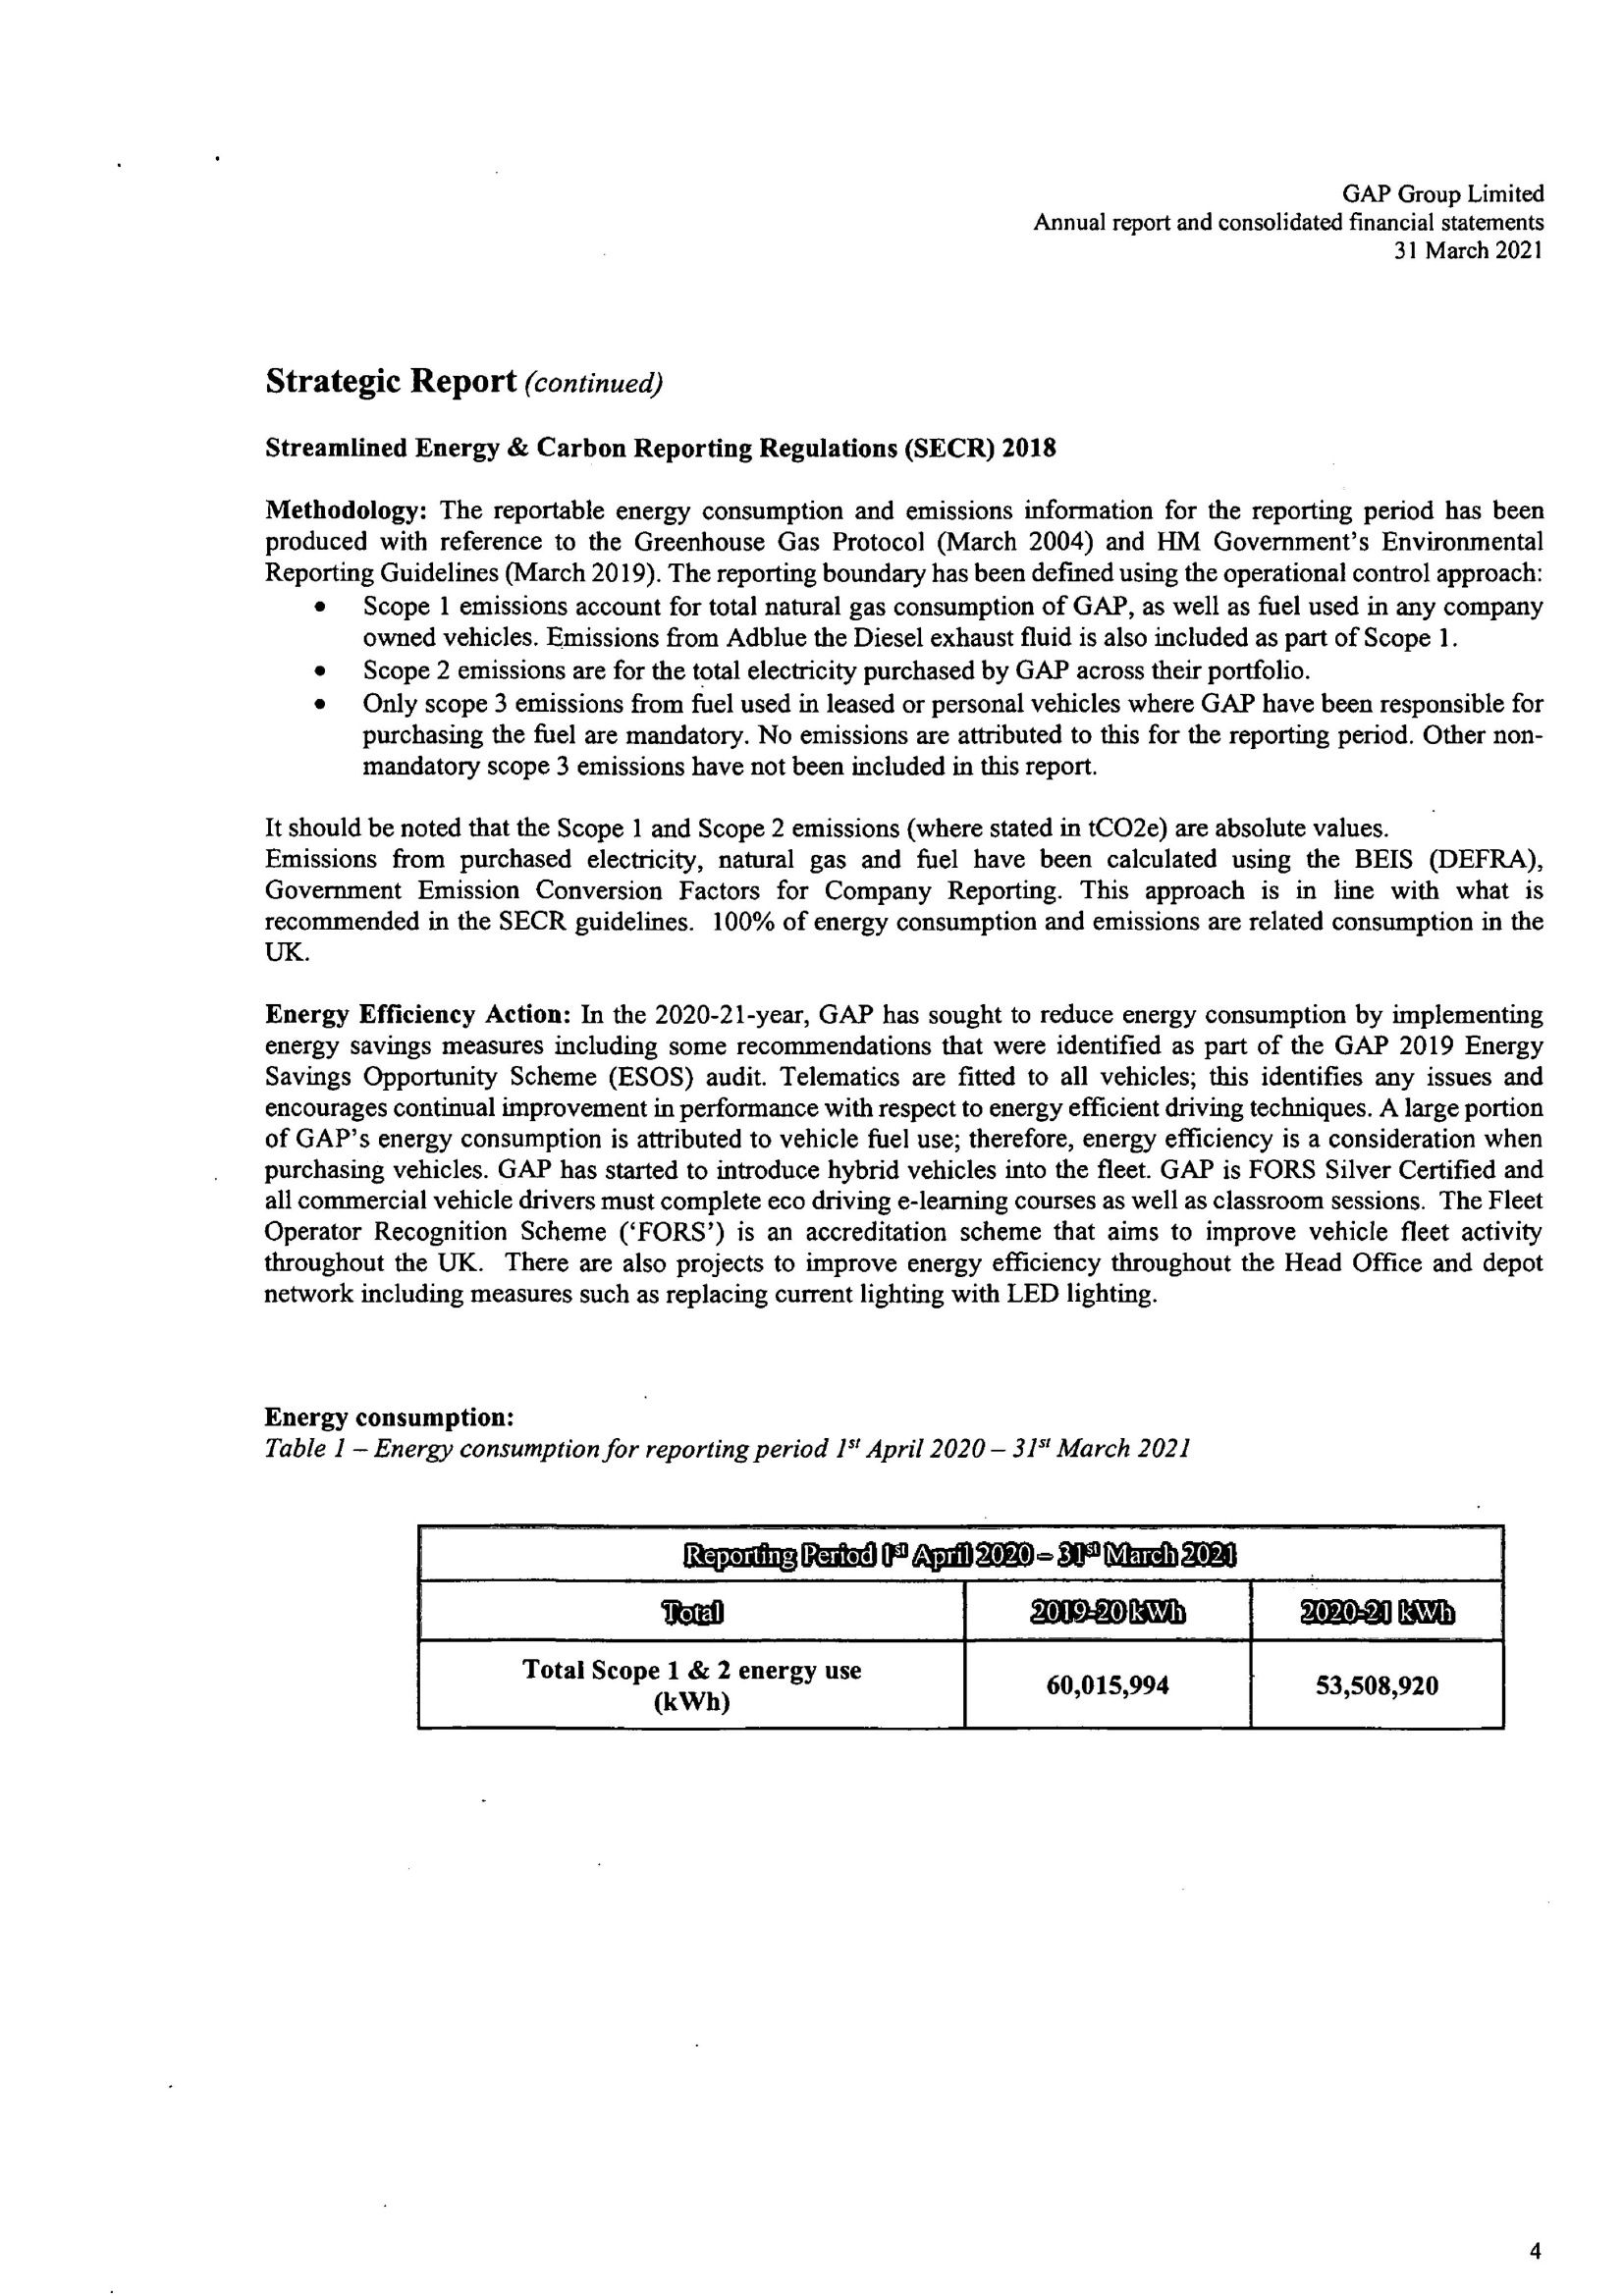 GAP Group Limited
Annual report and consolidated financial statements
31 March 2021
Strategic Report (continued)
Streamlined Energy & Carbon Reporting Regulations (SECR) 2018
Methodology: The reportable energy consumption and emissions information for the reporting period has been
produced with reference to the Greenhouse Gas Protocol (March 2004) and HM Government's Environmental
Reporting Guidelines (March 2019). The reporting boundary has been defined using the operational control approach:
• Scope 1 emissions account for total natural gas consumption of GAP, as well as fuel used in any company
owned vehicles. Emissions from Adblue the Diesel exhaust fluid is also included as part of Scope 1.
• Scope 2 emissions are for the total electricity purchased by GAP across their portfolio.
• Only scope 3 emissions from fuel used in leased or personal vehicles where GAP have been responsible for
purchasing the fuel are mandatory. No emissions are attributed to this for the reporting period. Other non-
mandatory scope 3 emissions have not been included in this report.
It should be noted that the Scope 1 and Scope 2 emissions (where stated in tCO2e) are absolute values.
Emissions from purchased electricity, natural gas and fuel have been calculated using the BEIS (DEFRA),
Government Emission Conversion Factors for Company Reporting. This approach is in line with what is
recommended in the SECR guidelines. 100% of energy consumption and emissions are related consumption in the
UK.
Energy Efficiency Action: In the 2020-21-year, GAP has sought to reduce energy consumption by implementing
energy savings measures including some recommendations that were identified as part of the GAP 2019 Energy
Savings Opportunity Scheme (ESOS) audit. Telematics are fitted to all vehicles; this identifies any issues and
encourages continual improvement in performance with respect to energy efficient driving techniques. A large portion
of GAP's energy consumption is attributed to vehicle fuel use; therefore, energy efficiency is a consideration when
purchasing vehicles. GAP has started to introduce hybrid vehicles into the fleet. GAP is FORS Silver Certified and
all commercial vehicle drivers must complete eco driving e-learning courses as well as classroom sessions. The Fleet
Operator Recognition Scheme ('FORS') is an accreditation scheme that aims to improve vehicle fleet activity
throughout the UK. There are also projects to improve energy efficiency throughout the Head Office and depot
network including measures such as replacing current lighting with LED lighting.
Energy consumption:
Table 1 – Energy consumption for reporting period 1st April 2020 – 31st March 2021
Reporting Period 1st April 2020 – 31st March 2021
Total 2019-20 kWh 2020-21 kWh
Total Scope 1 & 2 energy use
(kWh) 60,015,994 53,508,920
4